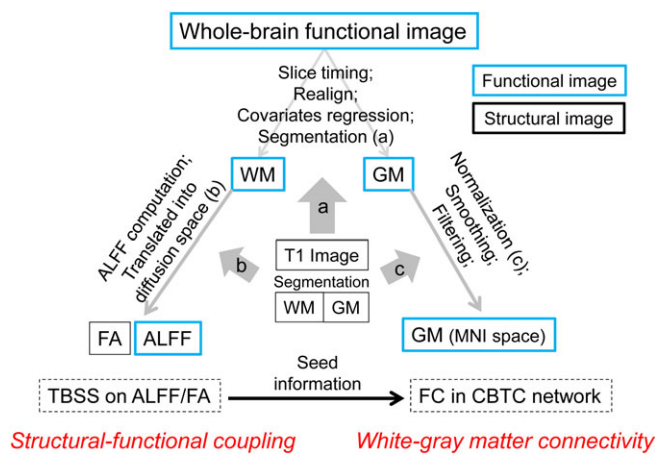 Whole-brain functional image
Slice timing;
Realign;
Covariates regression;
Segmentation (a)
Functional image
Structural image
WM
GM
ALFF computation;
Translated into
diffusion space (b)
Normalization (c);
Smoothing;
Filtering;
a
b
c
T1 Image
Segmentation
WM GM
FA ALFF
GM (MNI space)
Seed
information
TBSS on ALFF/FA
FC in CBTC network
Structural-functional coupling
White-gray matter connectivity